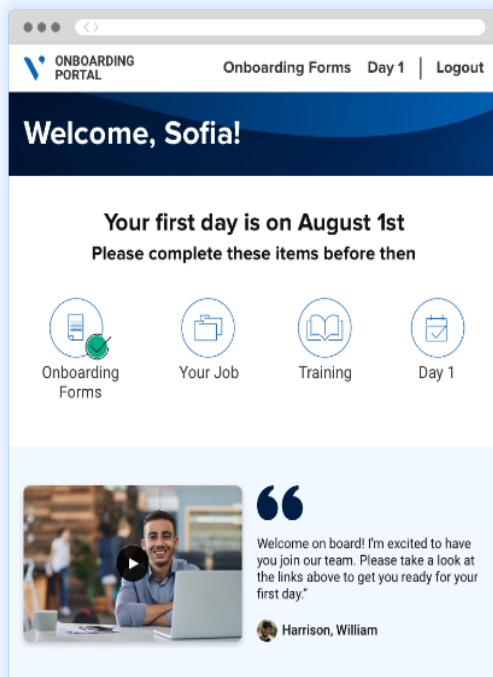 ONBOARDING
PORTAL
Onboarding Forms Day 1 | Logout
Welcome, Sofia!
Your first day is on August 1st
Please complete these items before then
Onboarding
Forms
Your Job
Training
Day 1
Welcome on board! I'm excited to have
you join our team. Please take a look at
the links above to get you ready for your
first day."
Harrison, William